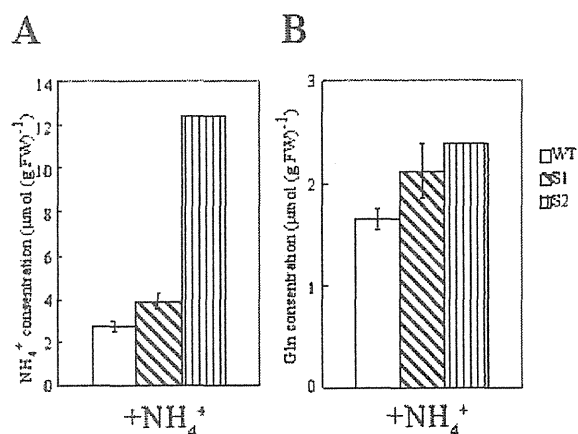 A
B
NH₄⁺ concentration (μmol (g FW)⁻¹
14
12
10
8
6
4
2
0
+NH₄⁺
Gln concentration (μmol (g FW)⁻¹
3
2
1
0
+NH₄⁺
WT
S1
S2